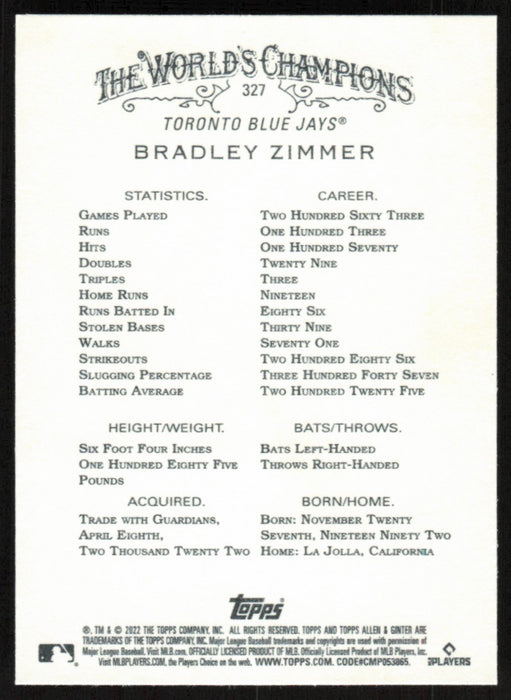 THE WORLD'S CHAMPIONS
327
TORONTO BLUE JAYS®
BRADLEY ZIMMER
STATISTICS. CAREER.
GAMES PLAYED TWO HUNDRED SIXTY THREE
RUNS ONE HUNDRED THREE
HITS ONE HUNDRED SEVENTY
DOUBLES TWENTY NINE
TRIPLES THREE
HOME RUNS NINETEEN
RUNS BATTED IN EIGHTY SIX
STOLEN BASES THIRTY NINE
WALKS SEVENTY ONE
STRIKEOUTS TWO HUNDRED EIGHTY SIX
SLUGGING PERCENTAGE THREE HUNDRED FORTY SEVEN
BATTING AVERAGE TWO HUNDRED TWENTY FIVE
HEIGHT/WEIGHT. BATS/THROWS.
SIX FOOT FOUR INCHES BATS LEFT-HANDED
ONE HUNDRED EIGHTY FIVE THROWS RIGHT-HANDED
POUNDS
ACQUIRED. BORN/HOME.
TRADE WITH GUARDIANS, BORN: NOVEMBER TWENTY
APRIL EIGHTH, SEVENTH, NINETEEN NINETY TWO
TWO THOUSAND TWENTY TWO HOME: LA JOLLA, CALIFORNIA
topps
®, TM & © 2022 THE TOPPS COMPANY, INC. ALL RIGHTS RESERVED. TOPPS AND TOPPS ALLEN & GINTER ARE
TRADEMARKS OF THE TOPPS COMPANY, INC. Major League Baseball trademarks and copyrights are used with permission of
Major League Baseball. Visit MLB.com. OFFICIALLY LICENSED PRODUCT OF MLB. Officially Licensed Product of MLB Players, Inc.
Visit MLBPLAYERS.COM, the Players Choice on the web. WWW.TOPPS.COM. CODE#CMP053865.
PLAYERS